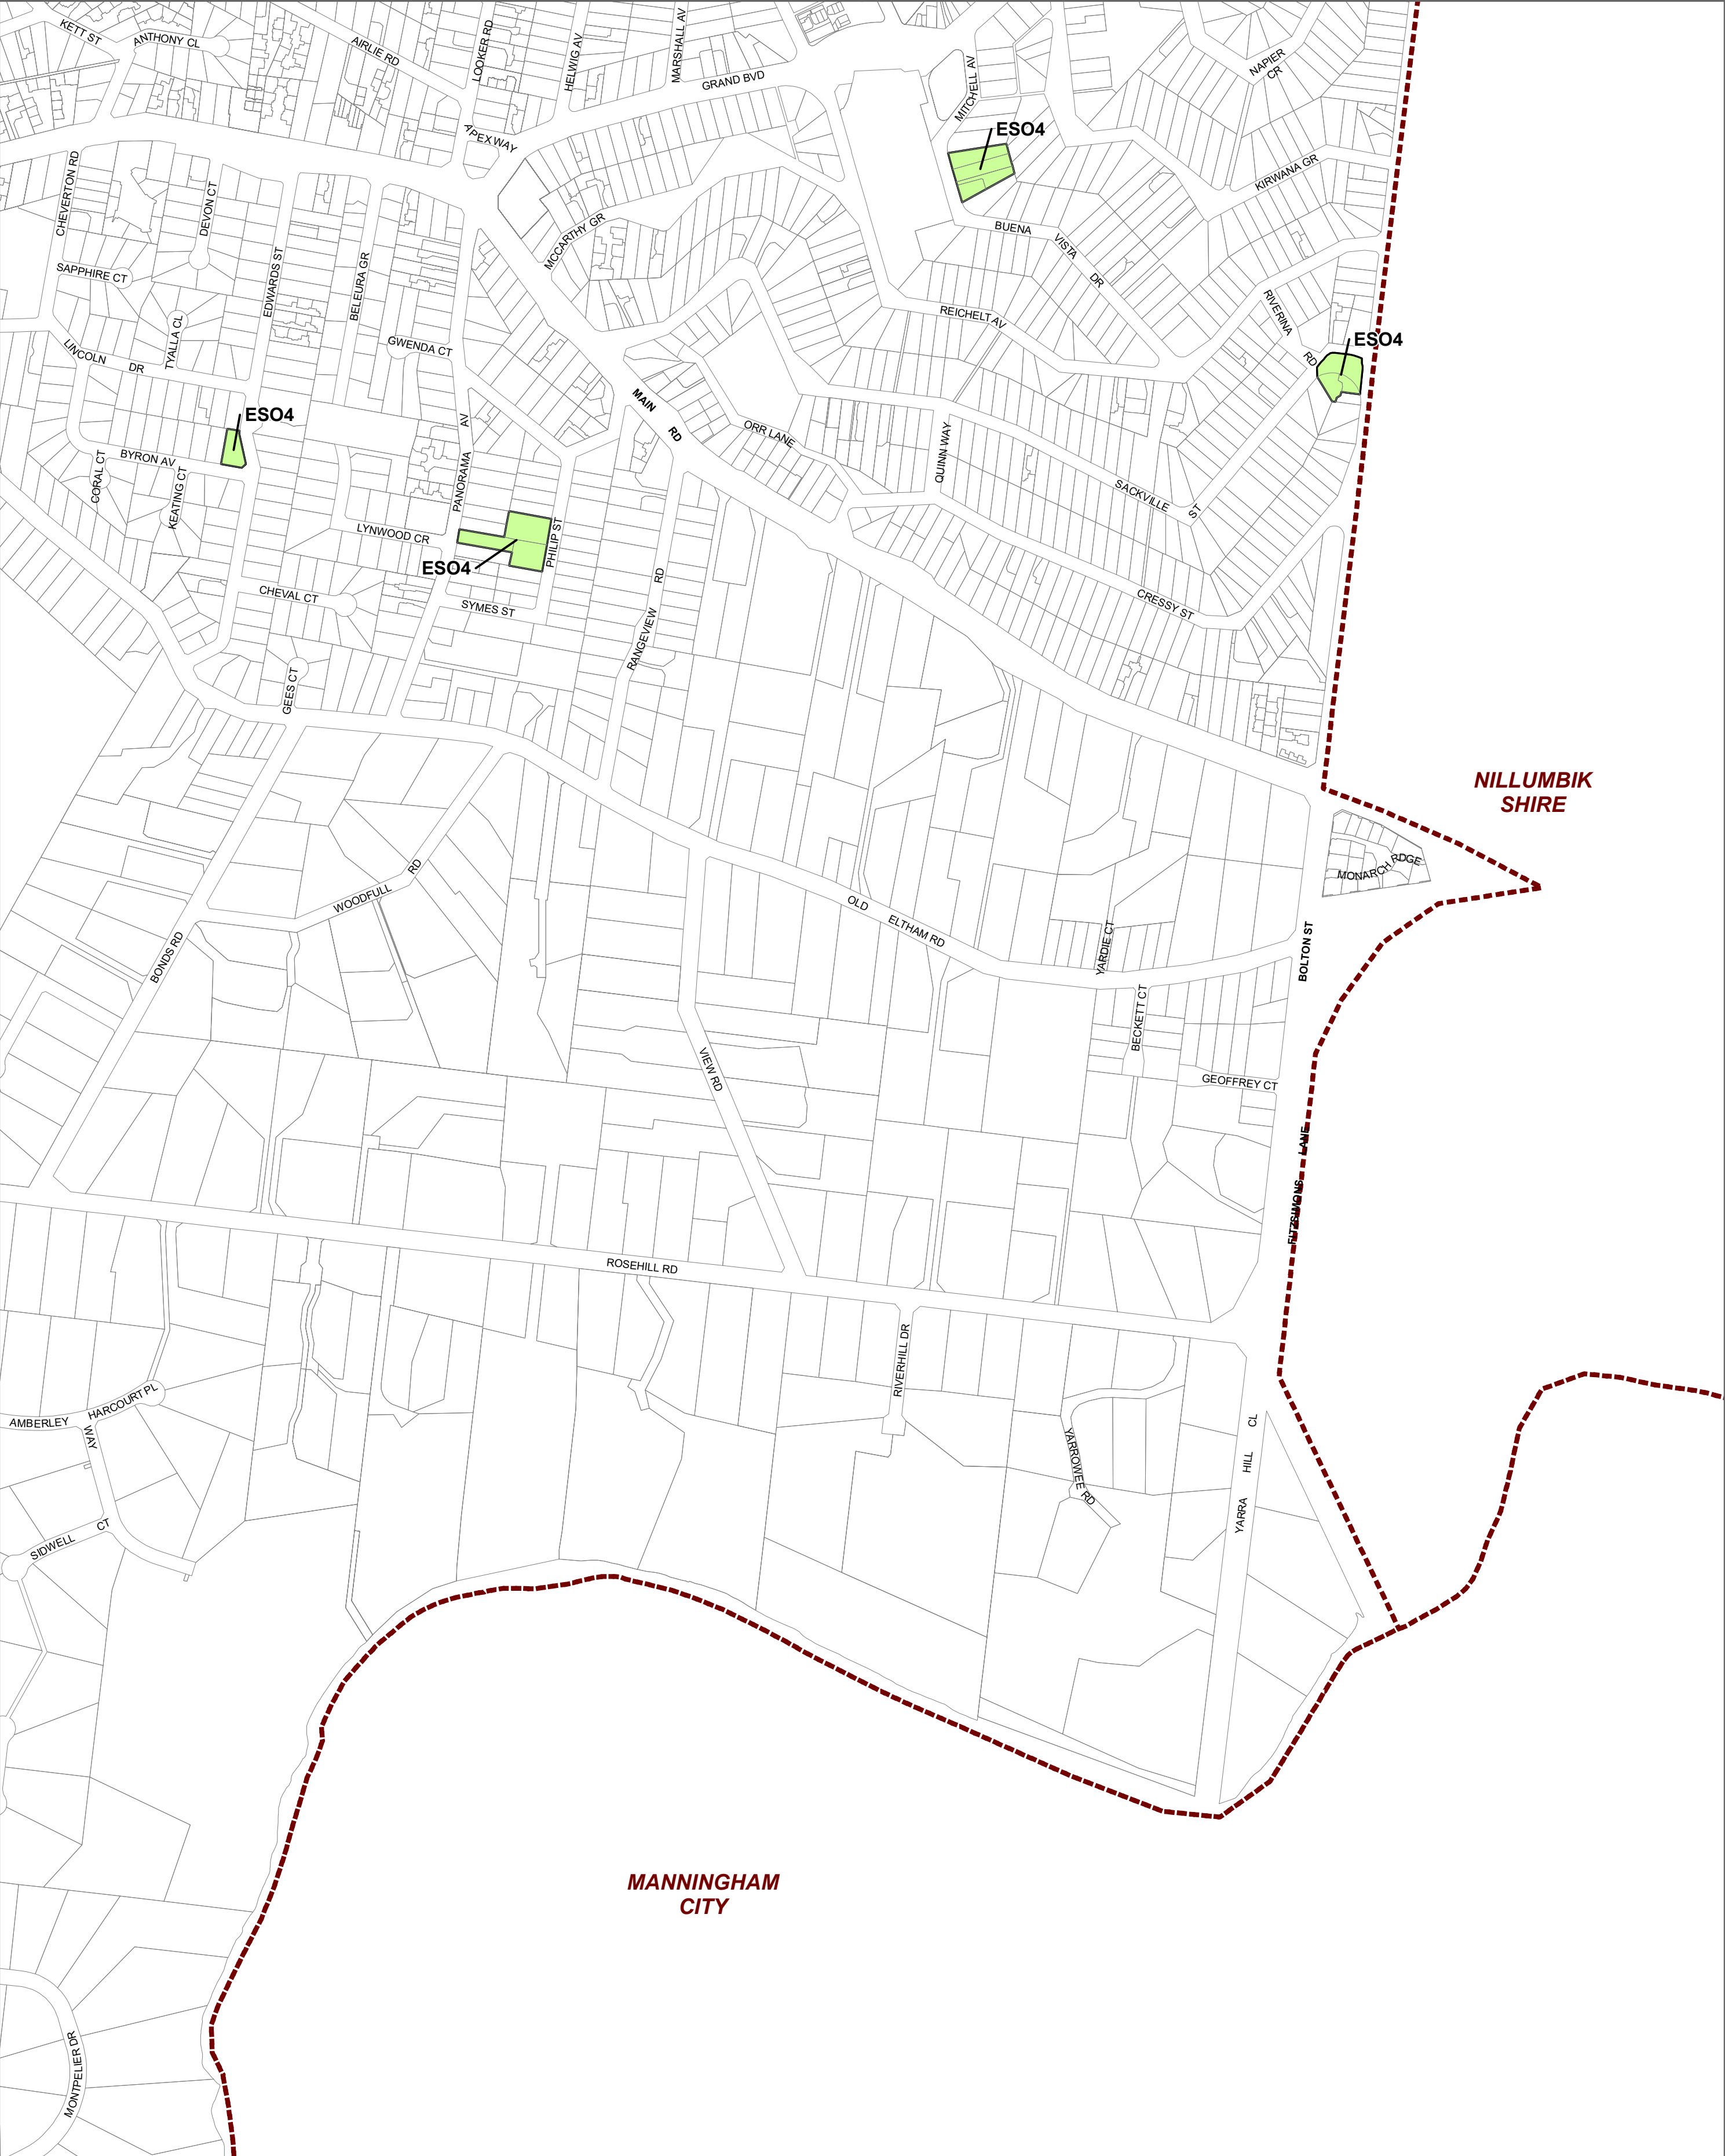 KETT ST
ANTHONY CL
AIRLIE RD
LOOKER RD
HELWIG AV
MARSHALL AV
GRAND BVD
MITCHELL AV
NAPIER
CR
APEX WAY
ESO4
CHEVERTON RD
DEVON CT
KIRWANA GR
MCCARTHY GR
BUENA
VISTA
DR
SAPPHIRE CT
EDWARDS ST
BELEURA GR
TYALLA CL
LINCOLN
DR
GWENDA CT
REICHELT AV
RIVERINA
RD
ESO4
MAIN
RD
ESO4
ORR LANE
QUINN WAY
BYRON AV
CORAL CT
KEATING CT
PANORAMA
AV
SACKVILLE
ST
LYNWOOD CR
PHILIP ST
ESO4
CHEVAL CT
SYMES ST
RANGEVIEW
RD
CRESSY ST
GEES CT
NILLUMBIK
SHIRE
MONARCH
RDGE
WOODFULL
RD
OLD
ELTHAM RD
BONDS RD
YARDIE CT
BOLTON ST
BECKETT CT
VIEW RD
GEOFFREY CT
FITZSIMONS
LANE
ROSEHILL RD
RIVERHILL DR
AMBERLEY
WAY
HARCOURT PL
YARROWEE
RD
YARRA
HILL
CL
SIDWELL
CT
MANNINGHAM
CITY
MONTPELIER DR